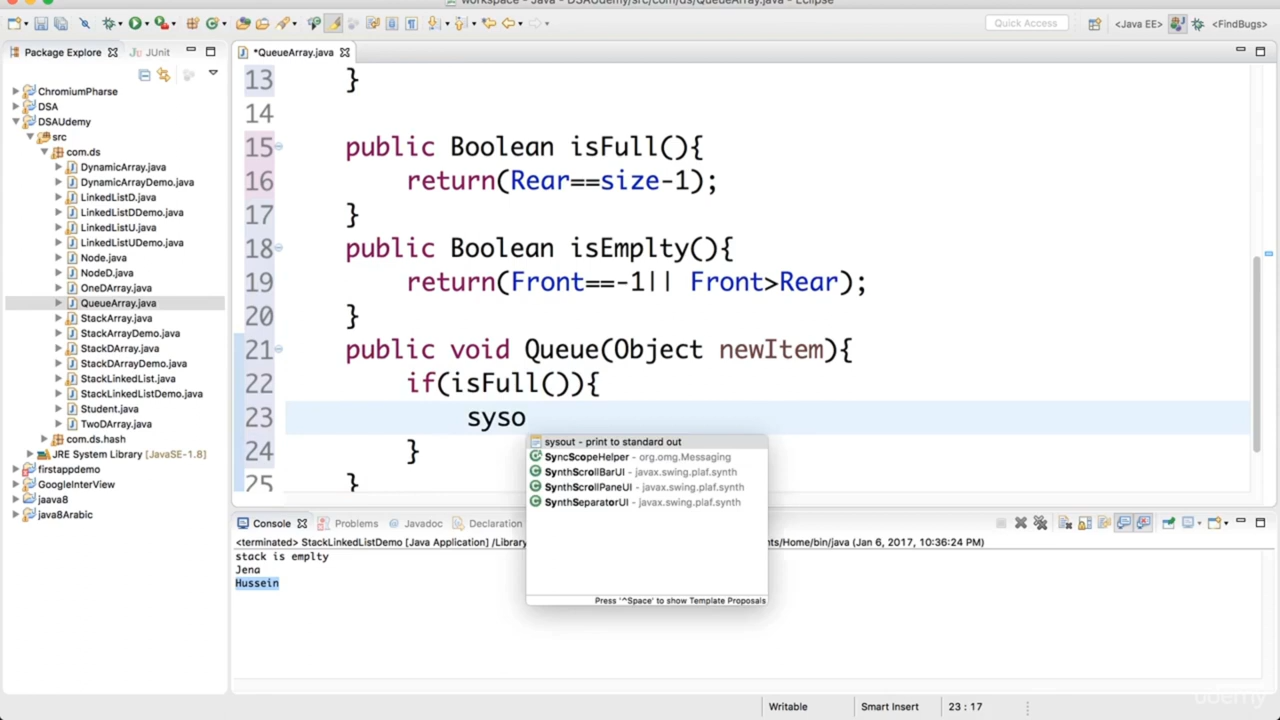 workspace - Java - DSAUdemy/src/com/ds/QueueArray.java - Eclipse
Quick Access
<Java EE>
<FindBugs>
Package Explorer
JUnit
*QueueArray.java
ChromiumPharse
DSA
DSAUdemy
src
com.ds
DynamicArray.java
DynamicArrayDemo.java
LinkedListD.java
LinkedListDDemo.java
LinkedListU.java
LinkedListUDemo.java
Node.java
NodeD.java
OneDArray.java
QueueArray.java
StackArray.java
StackArrayDemo.java
StackDArray.java
StackDArrayDemo.java
StackLinkedList.java
StackLinkedListDemo.java
Student.java
TwoDArray.java
com.ds.hash
JRE System Library [JavaSE-1.8]
firstappdemo
GoogleInterView
jaava8
java8Arabic
13 }
14
15 public Boolean isFull(){
16 return(Rear==size-1);
17 }
18 public Boolean isEmplty(){
19 return(Front==-1|| Front>Rear);
20 }
21 public void Queue(Object newItem){
22 if(isFull()){
23 syso
24 }
25 }
sysout - print to standard out
SyncScopeHelper - org.omg.Messaging
SynthScrollBarUI - javax.swing.plaf.synth
SynthScrollPaneUI - javax.swing.plaf.synth
SynthSeparatorUI - javax.swing.plaf.synth
Press '^Space' to show Template Proposals
Console
Problems
Javadoc
Declaration
<terminated> StackLinkedListDemo [Java Application] /Library
nts/Home/bin/java (Jan 6, 2017, 10:36:24 PM)
stack is emplty
Jena
Hussein
Writable
Smart Insert
23 : 17
udemy